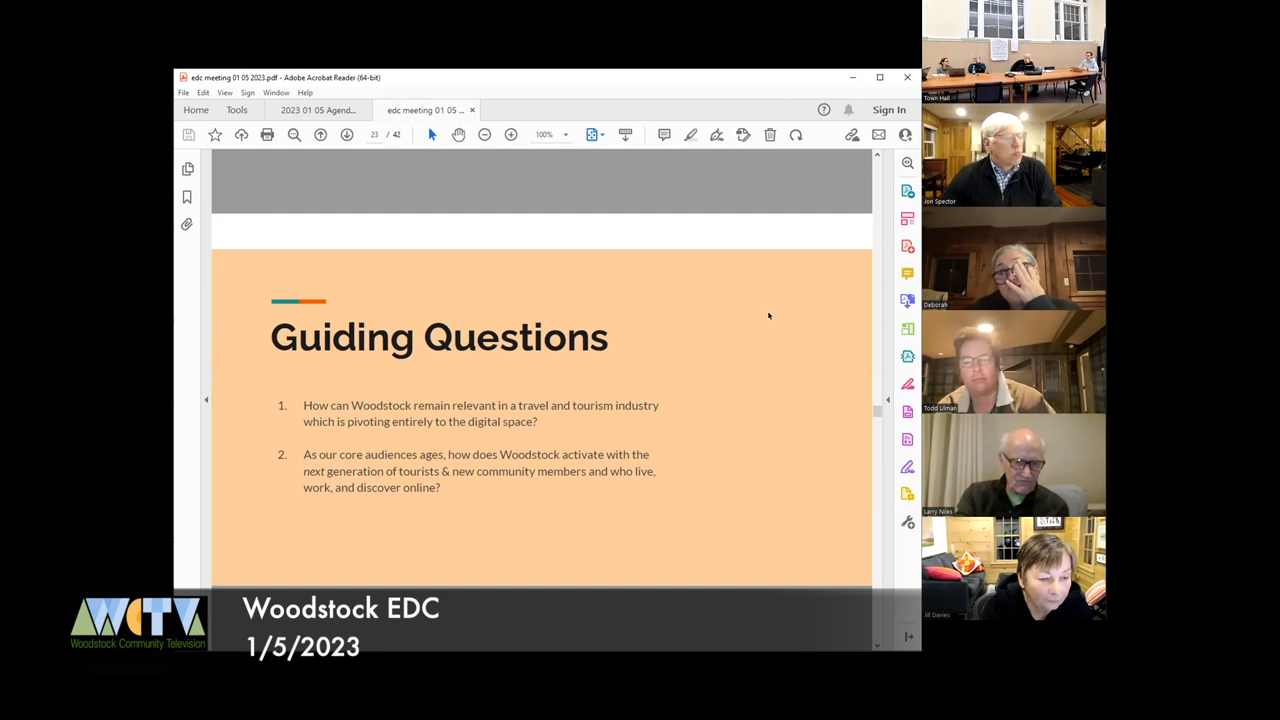 edc meeting 01 05 2023.pdf - Adobe Acrobat Reader (64-bit)
File Edit View Sign Window Help
Home Tools 2023 01 05 Agend... edc meeting 01 05 ... × Sign In
23 / 42 100%
Guiding Questions
1. How can Woodstock remain relevant in a travel and tourism industry
which is pivoting entirely to the digital space?
2. As our core audiences ages, how does Woodstock activate with the
next generation of tourists & new community members and who live,
work, and discover online?
Town Hall
Jon Spector
Deborah
Todd Ulman
Larry Niles
Jill Davies
WCTV
Woodstock Community Television
Woodstock EDC
1/5/2023